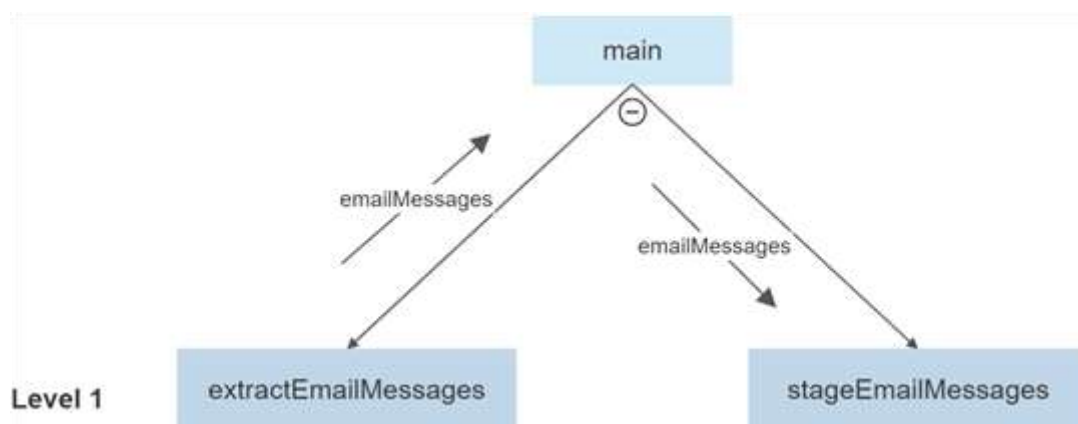 main
emailMessages
emailMessages
Level 1
extractEmailMessages
stageEmailMessages